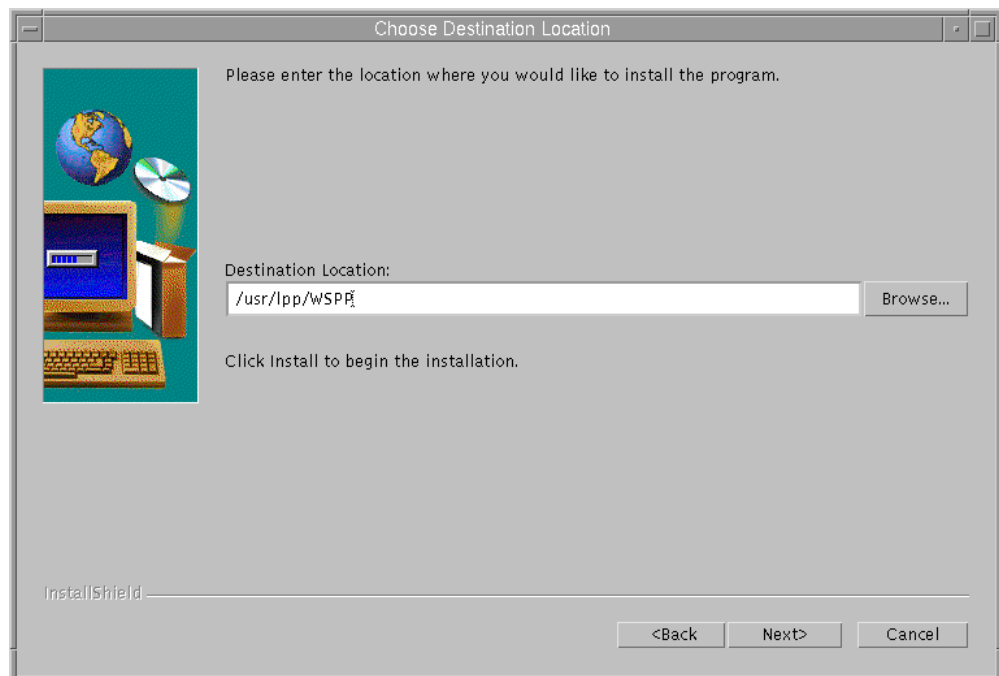 Choose Destination Location
Please enter the location where you would like to install the program.
Destination Location:
/usr/lpp/WSPP
Browse...
Click Install to begin the installation.
InstallShield
<Back
Next>
Cancel